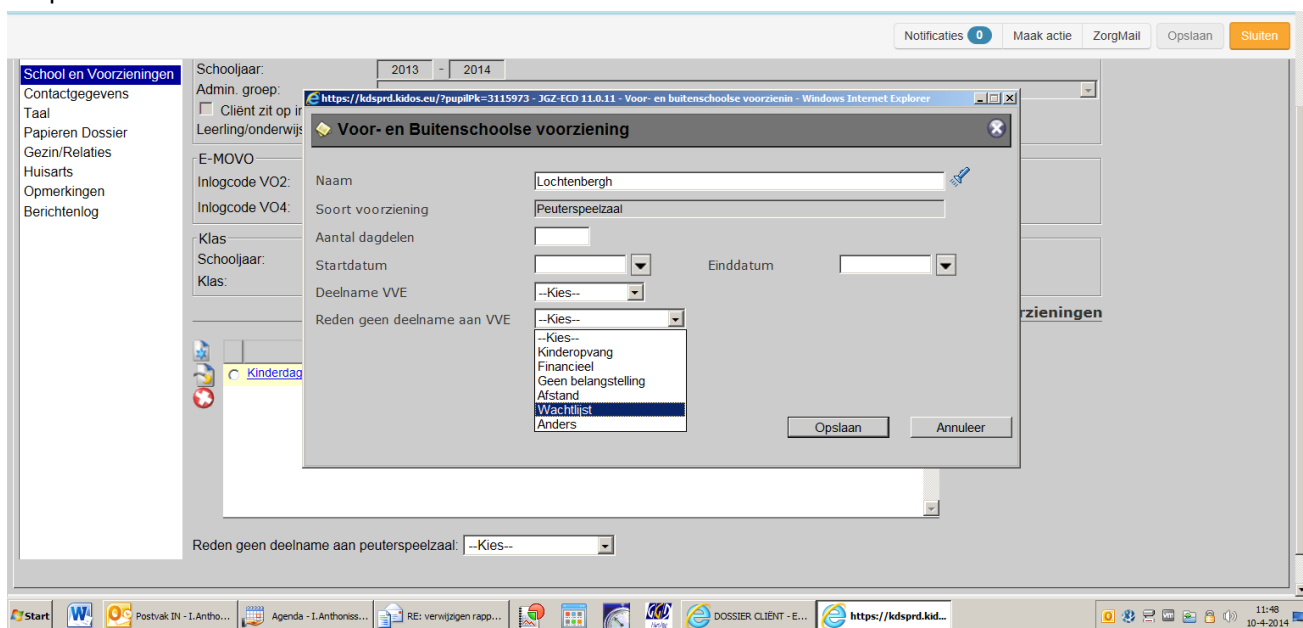 Notificaties 0 Maak actie ZorgMail Opslaan Sluiten
School en Voorzieningen
Contactgegevens
Taal
Papieren Dossier
Gezin/Relaties
Huisarts
Opmerkingen
Berichtenlog
Schooljaar: 2013 - 2014
Admin. groep:
Cliënt zit op
Leerling/onderwijs
E-MOVO
Inlogcode VO2:
Inlogcode VO4:
Klas
Schooljaar:
Klas:
https://kdsprd.kidos.eu/?pupilPk=3115973 - JGZ-ECD 11.0.11 - Voor- en buitenschoolse voorzienin - Windows Internet Explorer
Voor- en Buitenschoolse voorziening
Naam Lochtenbergh
Soort voorziening Peuterspeelzaal
Aantal dagdelen
Startdatum Einddatum
Deelname VVE --Kies--
Reden geen deelname aan VVE --Kies--
--Kies--
Kinderopvang
Financieel
Geen belangstelling
Afstand
Wachtlijst
Anders
Opslaan Annuleer
rzieningen
Kinderdag
Reden geen deelname aan peuterspeelzaal: --Kies--
Start Postvak IN - I.Antho... Agenda - I.Anthoniss... RE: verwijzigen rapp... DOSSIER CLIËNT - E... https://kdsprd.kid... 11:48
10-4-2014